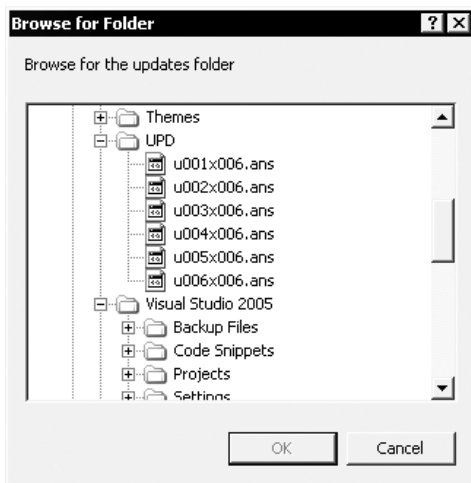 Browse for Folder
Browse for the updates folder
Themes
UPD
u001x006.ans
u002x006.ans
u003x006.ans
u004x006.ans
u005x006.ans
u006x006.ans
Visual Studio 2005
Backup Files
Code Snippets
Projects
Settings
OK Cancel